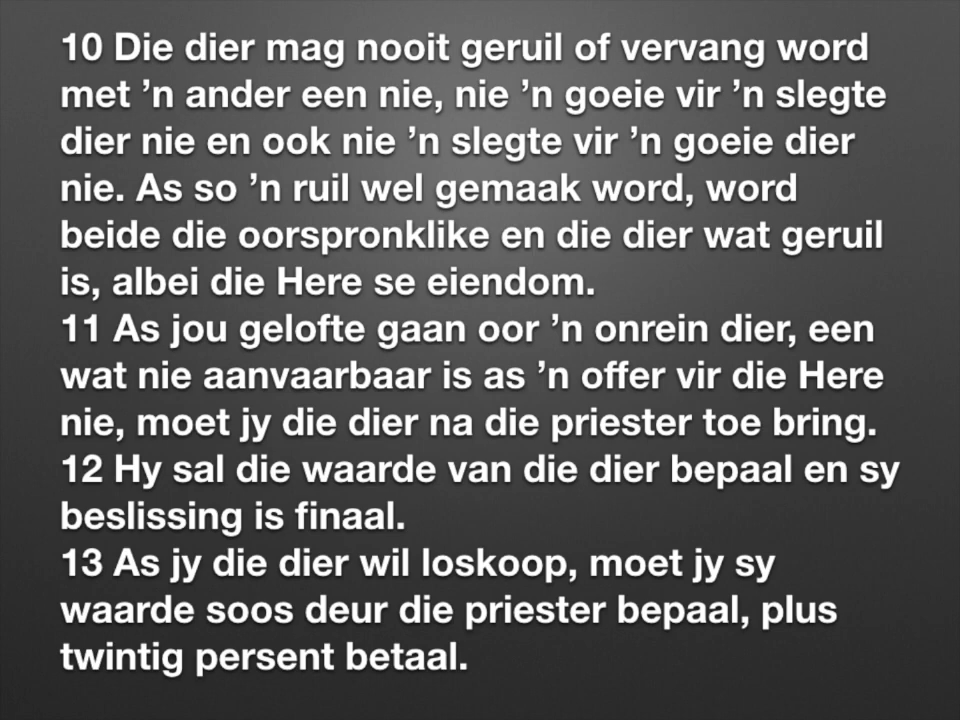 10 Die dier mag nooit geruil of vervang word
met ’n ander een nie, nie ’n goeie vir ’n slegte
dier nie en ook nie ’n slegte vir ’n goeie dier
nie. As so ’n ruil wel gemaak word, word
beide die oorspronklike en die dier wat geruil
is, albei die Here se eiendom.
11 As jou gelofte gaan oor ’n onrein dier, een
wat nie aanvaarbaar is as ’n offer vir die Here
nie, moet jy die dier na die priester toe bring.
12 Hy sal die waarde van die dier bepaal en sy
beslissing is finaal.
13 As jy die dier wil loskoop, moet jy sy
waarde soos deur die priester bepaal, plus
twintig persent betaal.